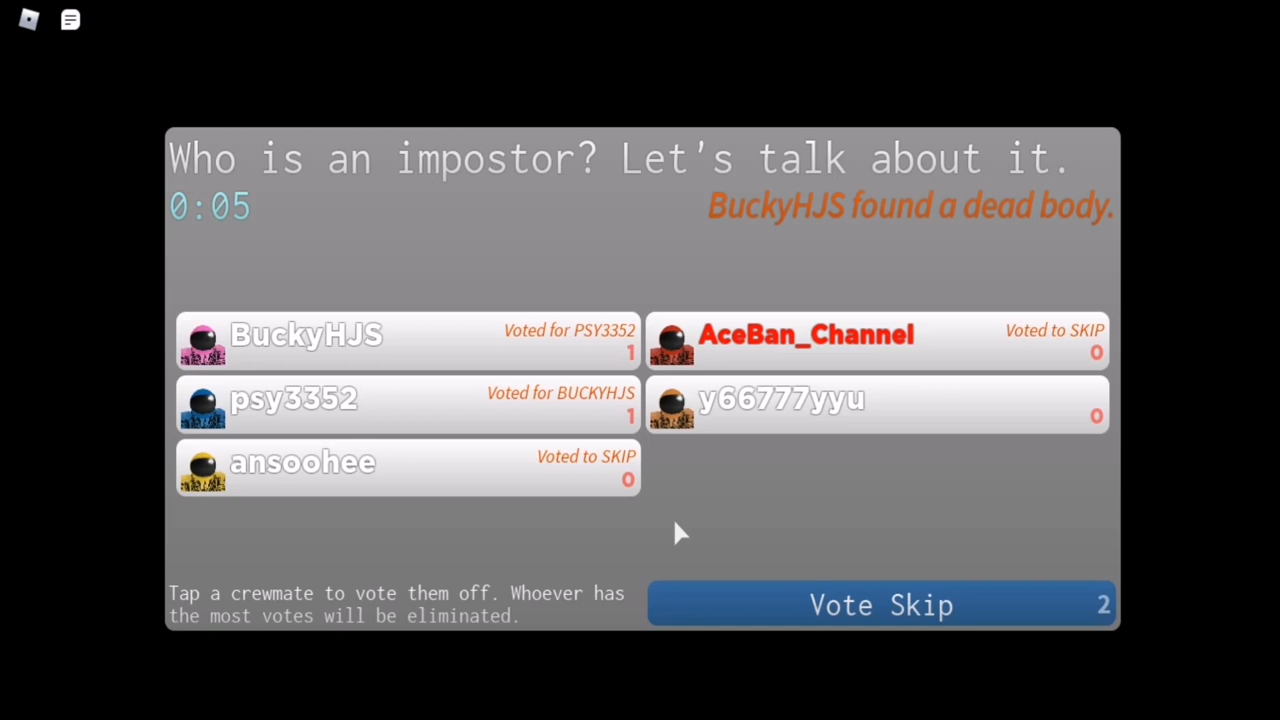 Who is an impostor? Let's talk about it.
0:05
BuckyHJS found a dead body.
BuckyHJS
Voted for PSY3352
1
AceBan_Channel
Voted to SKIP
0
psy3352
Voted for BUCKYHJS
1
y66777yyu
0
ansoohee
Voted to SKIP
0
Tap a crewmate to vote them off. Whoever has
the most votes will be eliminated.
Vote Skip
2